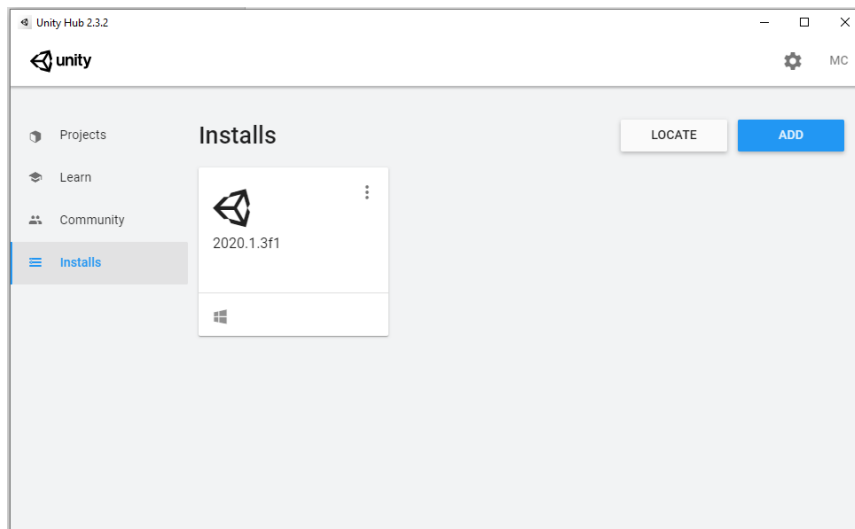 Unity Hub 2.3.2
unity
MC
Projects
Installs
LOCATE
ADD
Learn
Community
Installs
2020.1.3f1